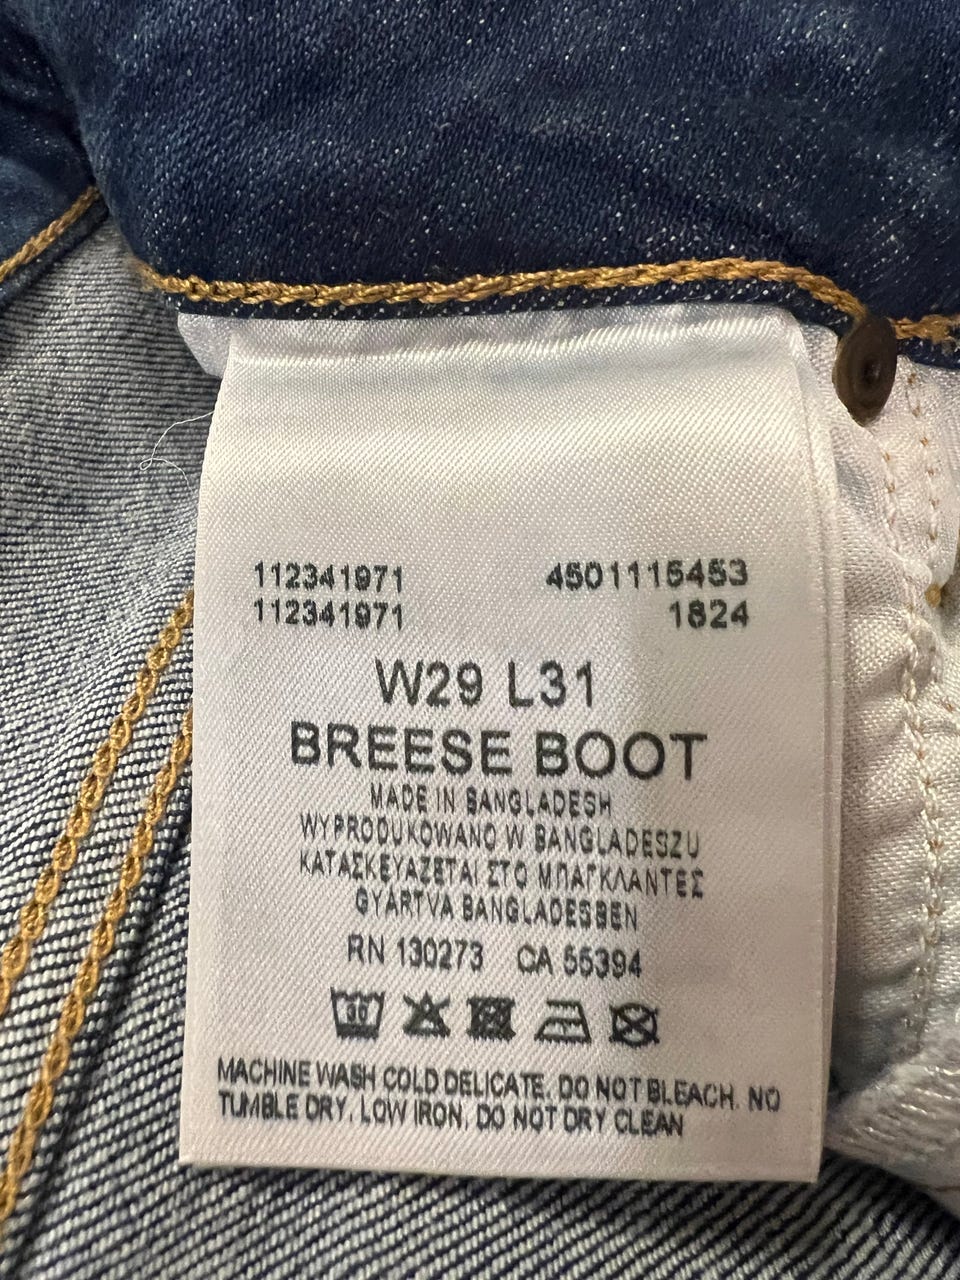 112341971 4501115453
112341971 1824
W29 L31
BREESE BOOT
MADE IN BANGLADESH
WYPRODUKOWANO W BANGLADESZU
ΚΑΤΑΣΚΕΥΑΖΕΤΑΙ ΣΤΟ ΜΠΑΓΚΛΑΝΤΕΣ
GYÁRTVA BANGLADESBEN
RN 130273 CA 55394
30
MACHINE WASH COLD DELICATE, DO NOT BLEACH, NO
TUMBLE DRY, LOW IRON, DO NOT DRY CLEAN